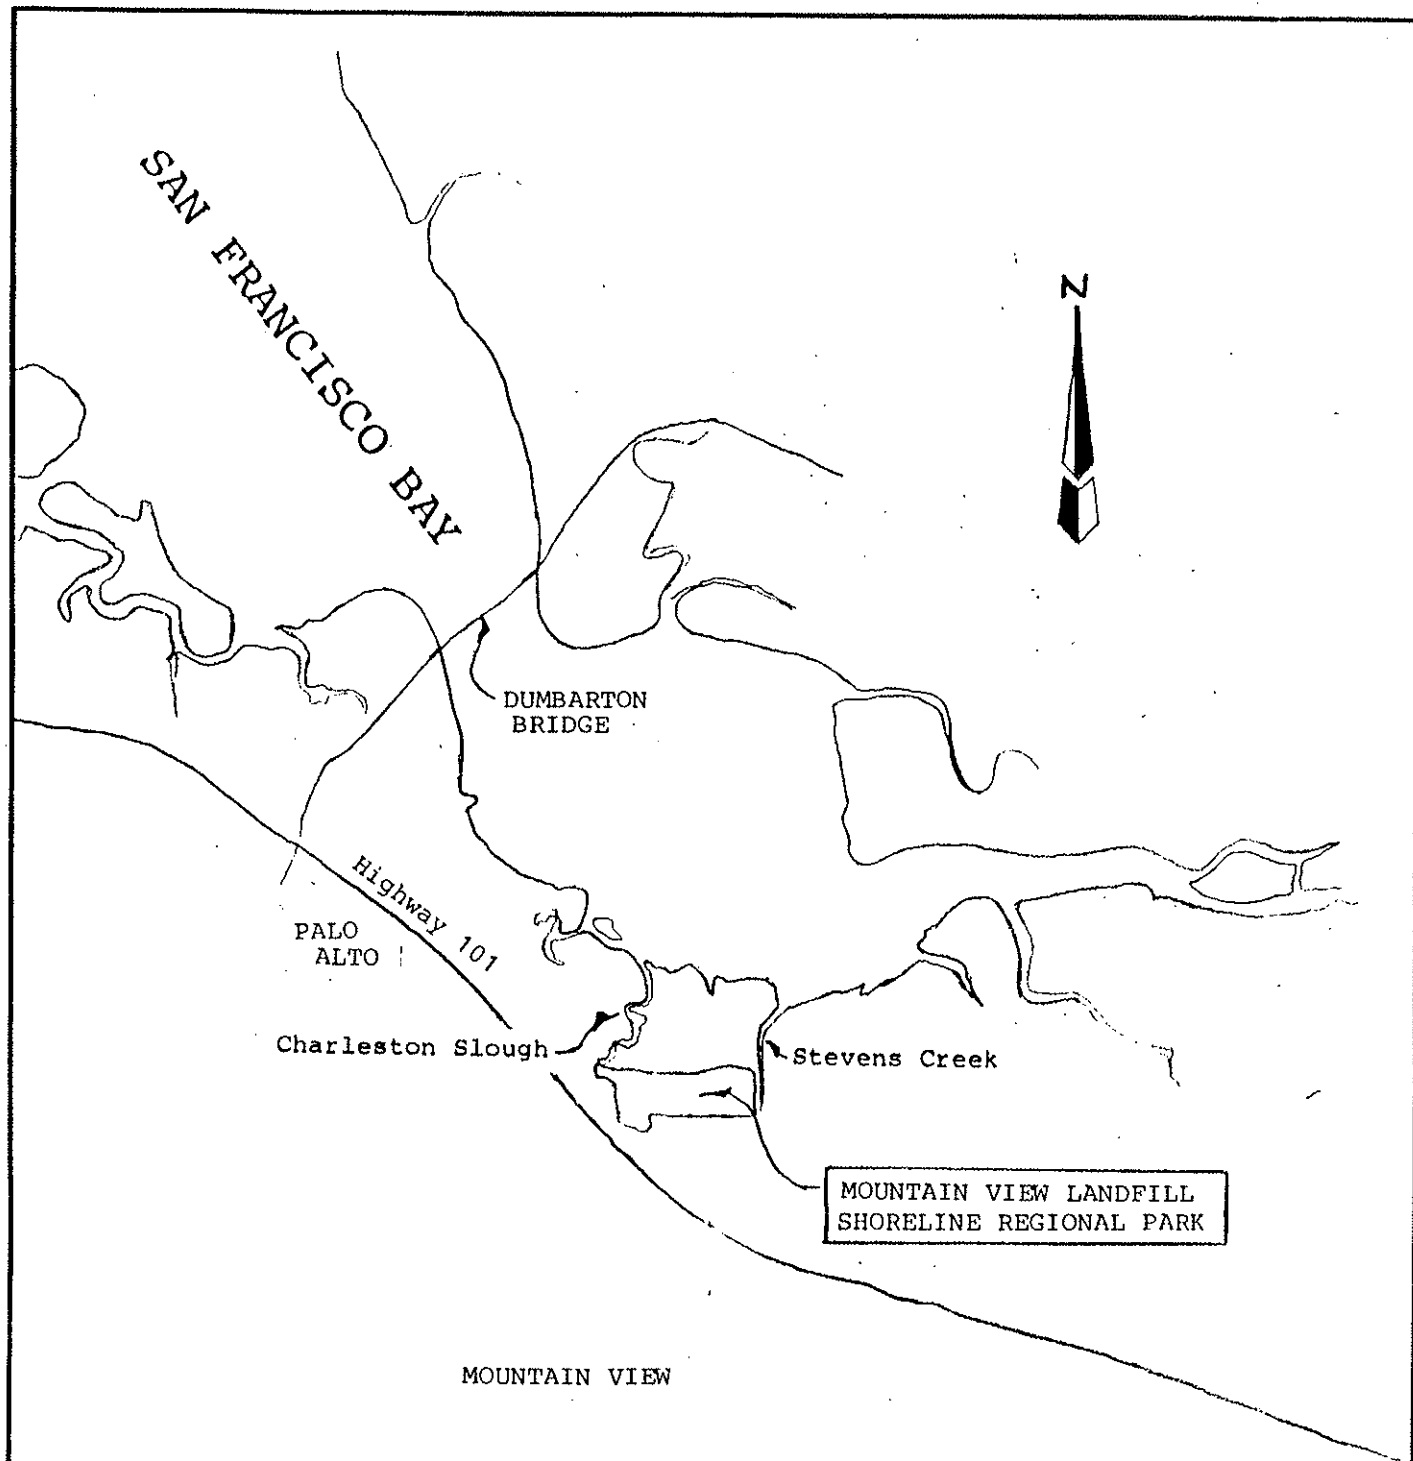 SAN FRANCISCO BAY
N
DUMBARTON
BRIDGE
Highway 101
PALO
ALTO
Charleston Slough
Stevens Creek
MOUNTAIN VIEW LANDFILL
SHORELINE REGIONAL PARK
MOUNTAIN VIEW